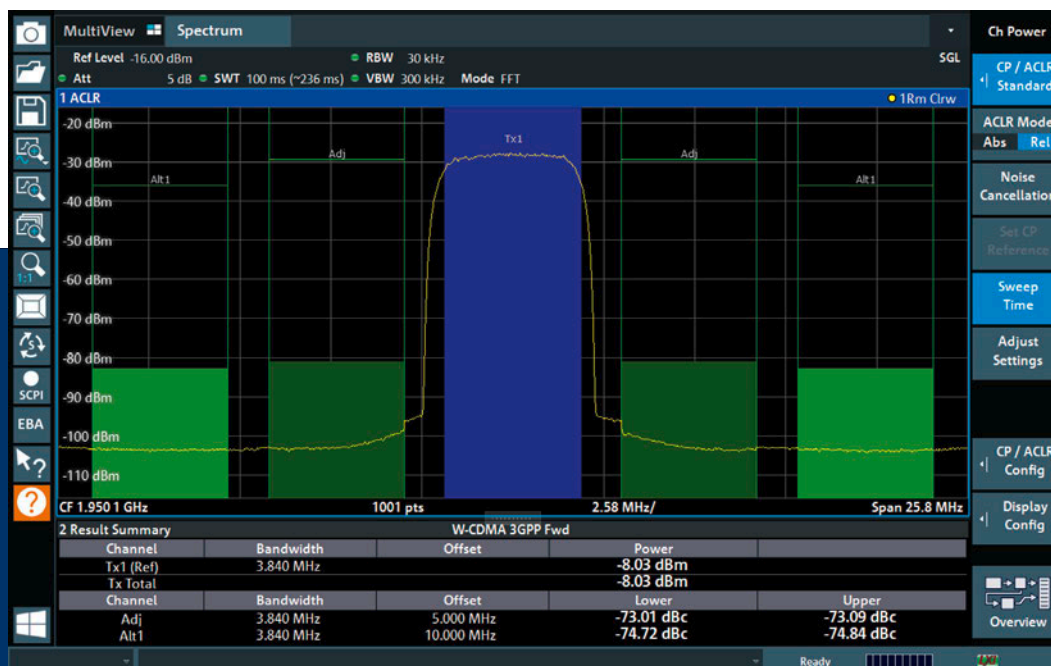 MultiView Spectrum Ch Power
Ref Level -16.00 dBm RBW 30 kHz SGL
Att 5 dB SWT 100 ms (~236 ms) VBW 300 kHz Mode FFT
CP / ACLR
Standard
1 ACLR 1Rm Clrw
ACLR Mode
Abs Rel
-20 dBm
Tx1
Adj Adj
-30 dBm
Alt1 Alt1
-40 dBm
-50 dBm
-60 dBm
-70 dBm
-80 dBm
-90 dBm
-100 dBm
-110 dBm
Noise
Cancellation
Set CP
Reference
Sweep
Time
Adjust
Settings
CP / ACLR
Config
Display
Config
Overview
1:1
SCPI
EBA
CF 1.950 1 GHz 1001 pts 2.58 MHz/ Span 25.8 MHz
2 Result Summary W-CDMA 3GPP Fwd
Channel Bandwidth Offset Power
Tx1 (Ref) 3.840 MHz -8.03 dBm
Tx Total -8.03 dBm
Channel Bandwidth Offset Lower Upper
Adj 3.840 MHz 5.000 MHz -73.01 dBc -73.09 dBc
Alt1 3.840 MHz 10.000 MHz -74.72 dBc -74.84 dBc
Ready